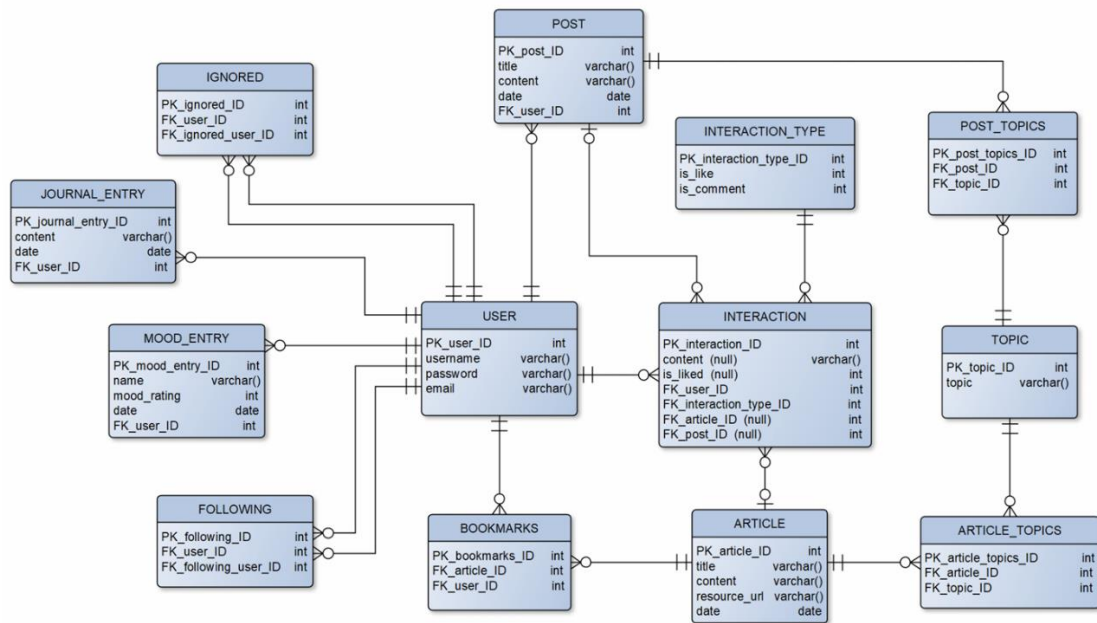 POST
PK_post_ID int
title varchar()
content varchar()
date date
FK_user_ID int
IGNORED
PK_ignored_ID int
FK_user_ID int
FK_ignored_user_ID int
INTERACTION_TYPE
PK_interaction_type_ID int
is_like int
is_comment int
POST_TOPICS
PK_post_topics_ID int
FK_post_ID int
FK_topic_ID int
JOURNAL_ENTRY
PK_journal_entry_ID int
content varchar()
date date
FK_user_ID int
USER
PK_user_ID int
username varchar()
password varchar()
email varchar()
INTERACTION
PK_interaction_ID int
content (null) varchar()
is_liked (null) int
FK_user_ID int
FK_interaction_type_ID int
FK_article_ID (null) int
FK_post_ID (null) int
MOOD_ENTRY
PK_mood_entry_ID int
name varchar()
mood_rating int
date date
FK_user_ID int
TOPIC
PK_topic_ID int
topic varchar()
FOLLOWING
PK_following_ID int
FK_user_ID int
FK_following_user_ID int
BOOKMARKS
PK_bookmarks_ID int
FK_article_ID int
FK_user_ID int
ARTICLE
PK_article_ID int
title varchar()
content varchar()
resource_url varchar()
date date
ARTICLE_TOPICS
PK_article_topics_ID int
FK_article_ID int
FK_topic_ID int